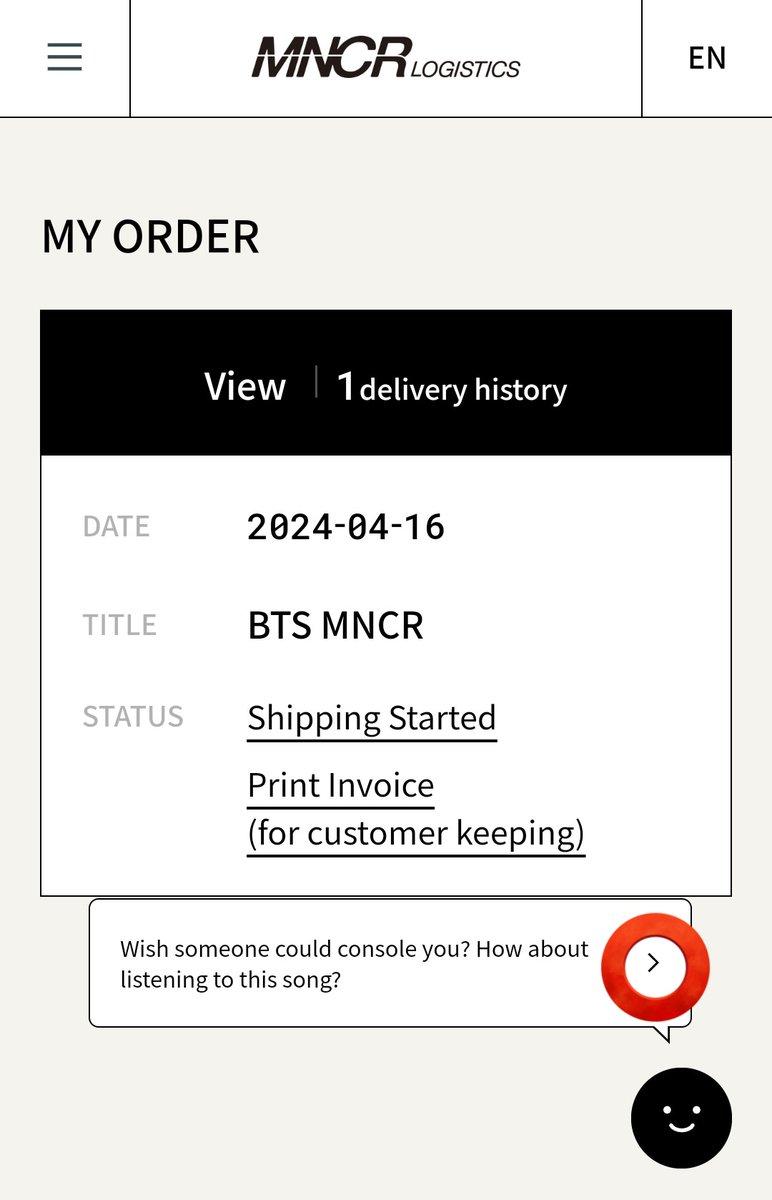 MNCR LOGISTICS
EN
MY ORDER
View | 1 delivery history
DATE 2024-04-16
TITLE BTS MNCR
STATUS Shipping Started
Print Invoice
(for customer keeping)
Wish someone could console you? How about
listening to this song?